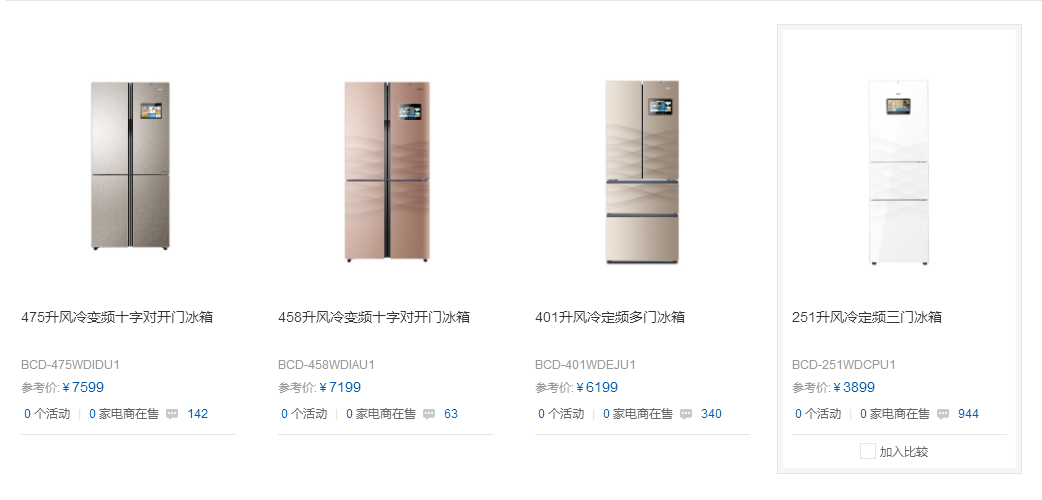 475升风冷变频十字对开门冰箱
458升风冷变频十字对开门冰箱
401升风冷定频多门冰箱
251升风冷定频三门冰箱
BCD-475WDIDU1
BCD-458WDIAU1
BCD-401WDEJU1
BCD-251WDCPU1
参考价:¥7599
参考价:¥7199
参考价:¥6199
参考价:¥3899
0 个活动 | 0 家电商在售 142
0 个活动 | 0 家电商在售 63
0 个活动 | 0 家电商在售 340
0 个活动 | 0 家电商在售 944
加入比较